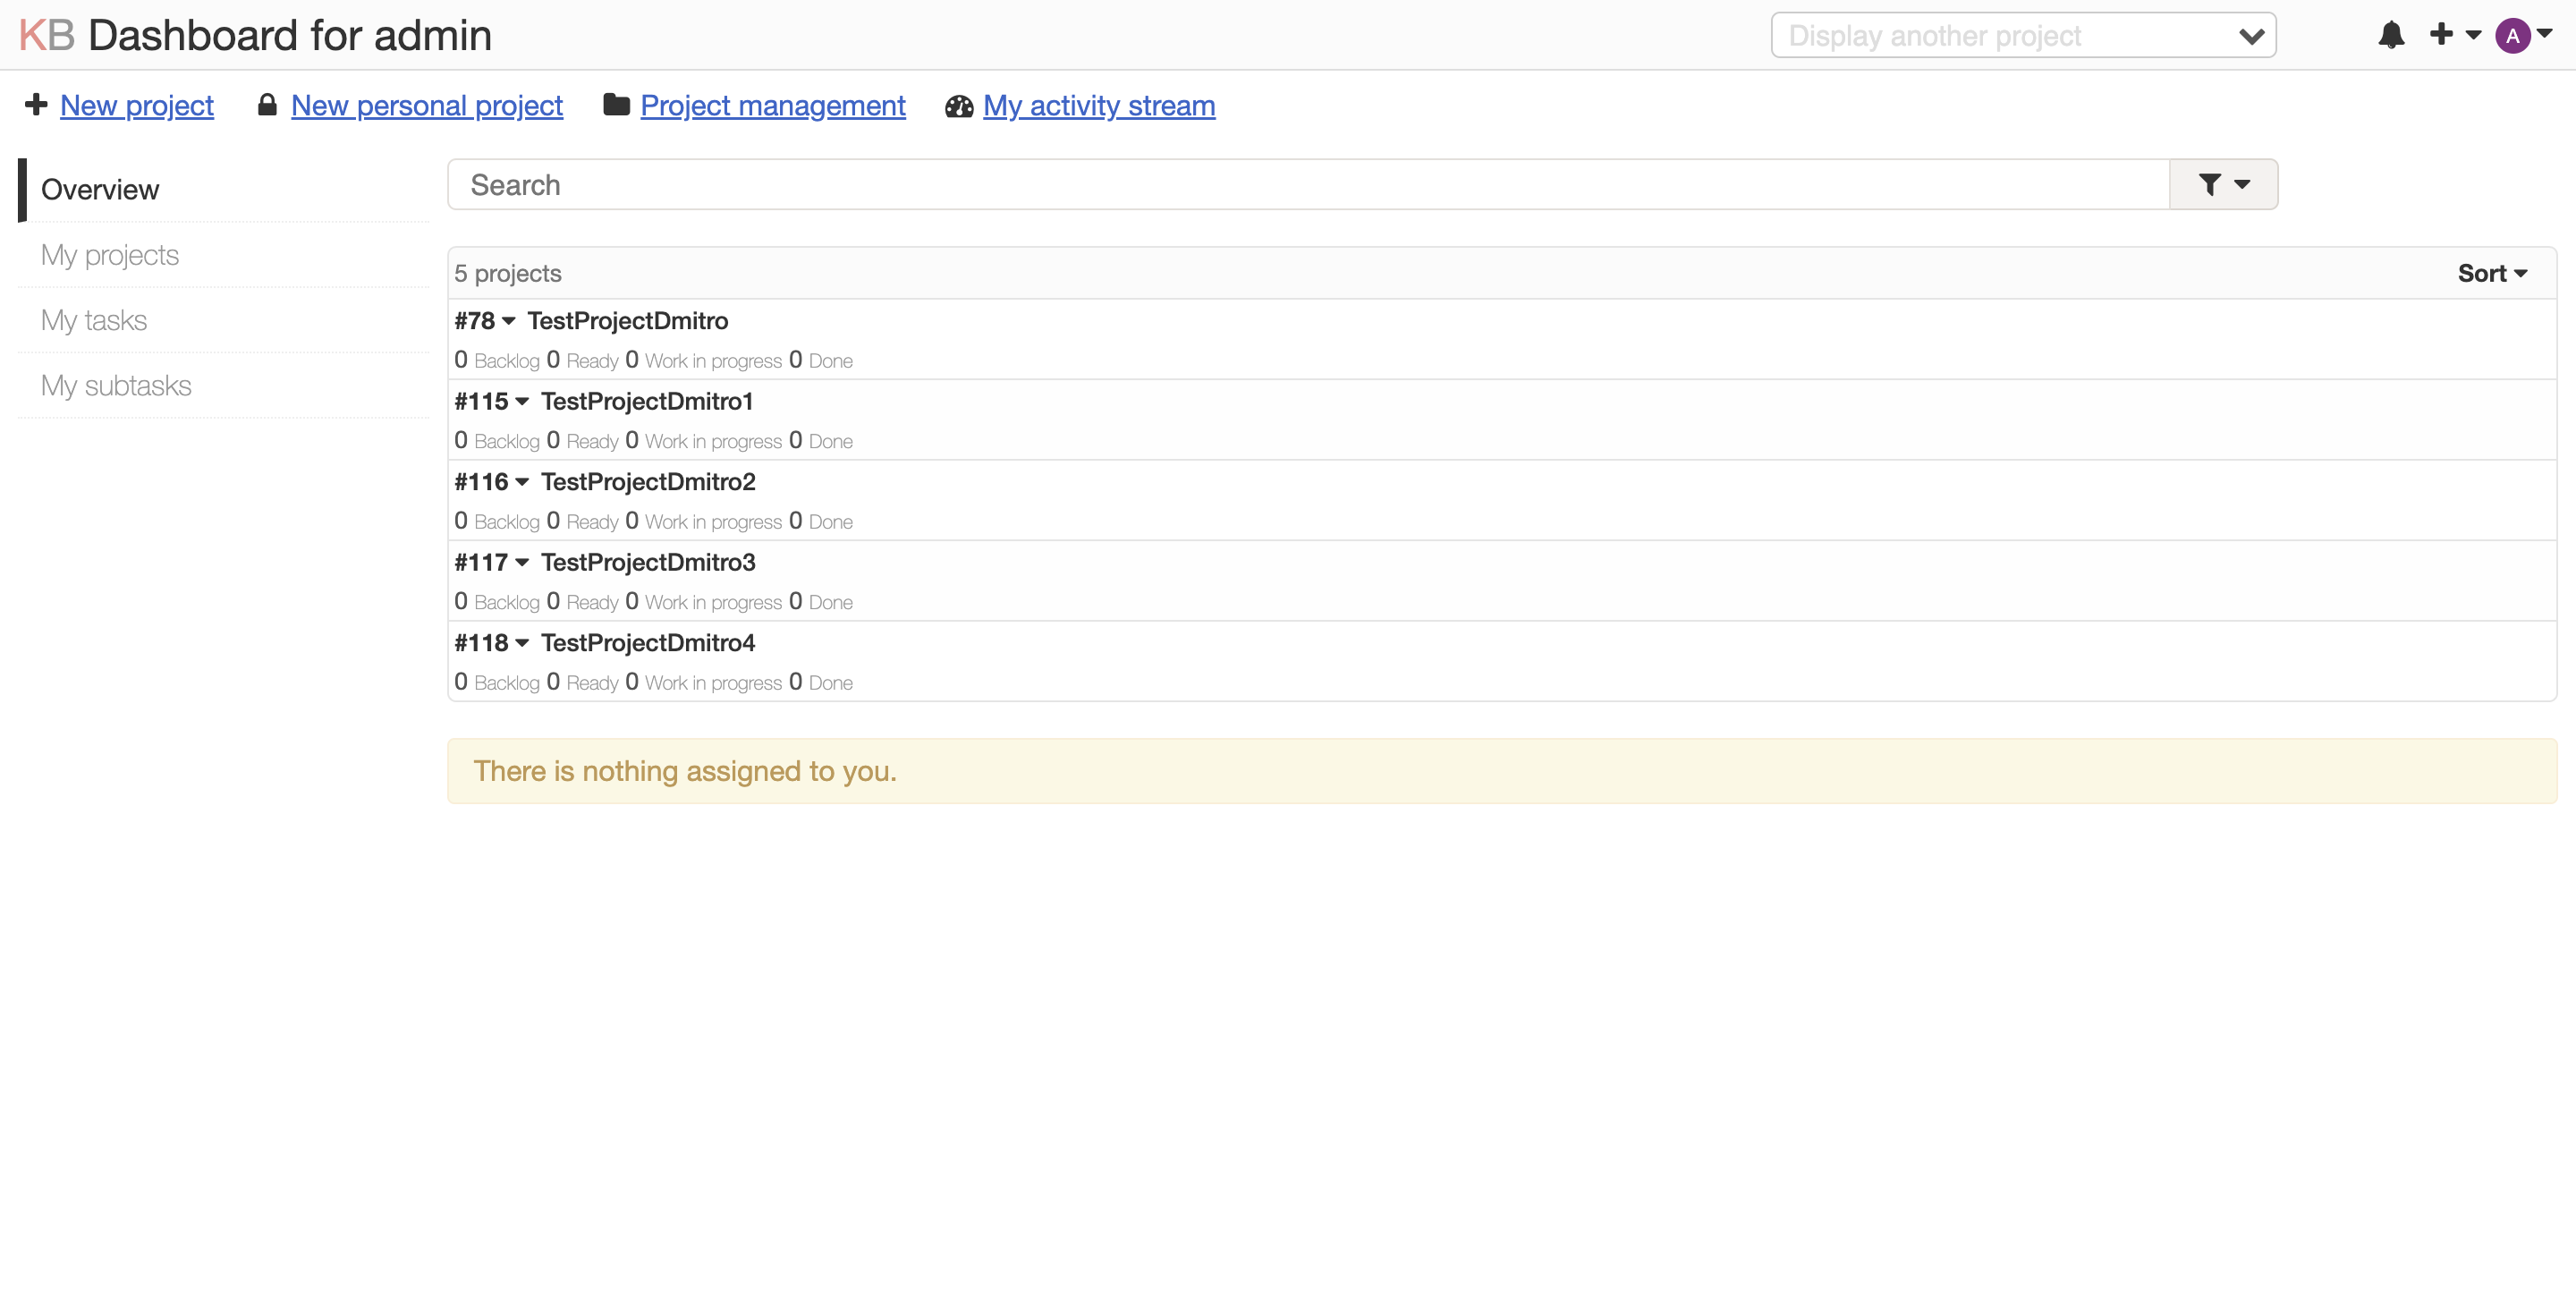 KB Dashboard for admin
Display another project
A
New project
New personal project
Project management
My activity stream
Overview
My projects
My tasks
My subtasks
Search
5 projects
Sort
#78 TestProjectDmitro
0 Backlog 0 Ready 0 Work in progress 0 Done
#115 TestProjectDmitro1
0 Backlog 0 Ready 0 Work in progress 0 Done
#116 TestProjectDmitro2
0 Backlog 0 Ready 0 Work in progress 0 Done
#117 TestProjectDmitro3
0 Backlog 0 Ready 0 Work in progress 0 Done
#118 TestProjectDmitro4
0 Backlog 0 Ready 0 Work in progress 0 Done
There is nothing assigned to you.